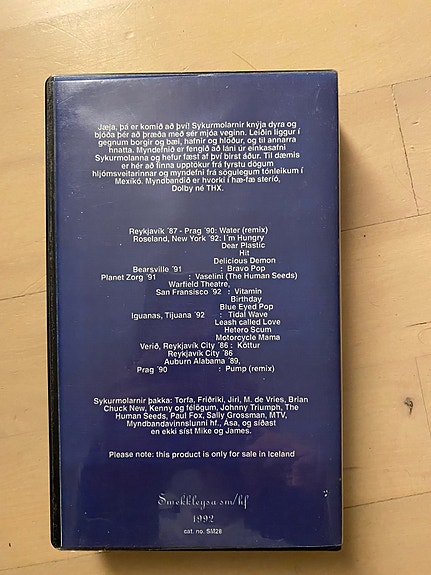 Jæja, þá er komið að því! Sykurmolarnir knýja dyra og
bjóða þér að þræða með sér mjóa veginn. Leiðin liggur í
gegnum borgir og bæi, hafnir og hlöður, og til annarra
hnatta. Myndefnið er fengið að láni úr einkasafni
Sykurmolanna og hefur fæst af því birst áður. Til dæmis
er hér að finna upptökur frá fyrstu dögum
hljómsveitarinnar og myndefni frá sögulegum tónleikum í
Mexíkó. Myndbandið er hvorki í hæ-fæ steríó,
Dolby né THX.
Reykjavík ´87 - Prag ´90: Water (remix)
Roseland, New York ´92: I´m Hungry
Dear Plastic
Hit
Delicious Demon
Bearsville ´91 : Bravo Pop
Planet Zorg ´91 : Vaselini (The Human Seeds)
Warfield Theatre,
San Fransisco ´92 : Vitamin
Birthday
Blue Eyed Pop
Iguanas, Tijuana ´92 : Tidal Wave
Leash called Love
Hetero Scum
Motorcycle Mama
Verið, Reykjavík City ´86 : Köttur
Reykjavík City ´86
Auburn Alabama ´89,
Prag ´90 : Pump (remix)
Sykurmolarnir þakka: Torfa, Friðriki, Jiri, M. de Vries, Brian
Chuck New, Kenny og félögum, Johnny Triumph, The
Human Seeds, Paul Fox, Sally Grossman, MTV,
Myndbandavinnslunni hf., Ása, og síðast
en ekki síst Mike og James.
Please note: this product is only for sale in Iceland
Smekkleysa sm/hf
1992
cat. no. SM28